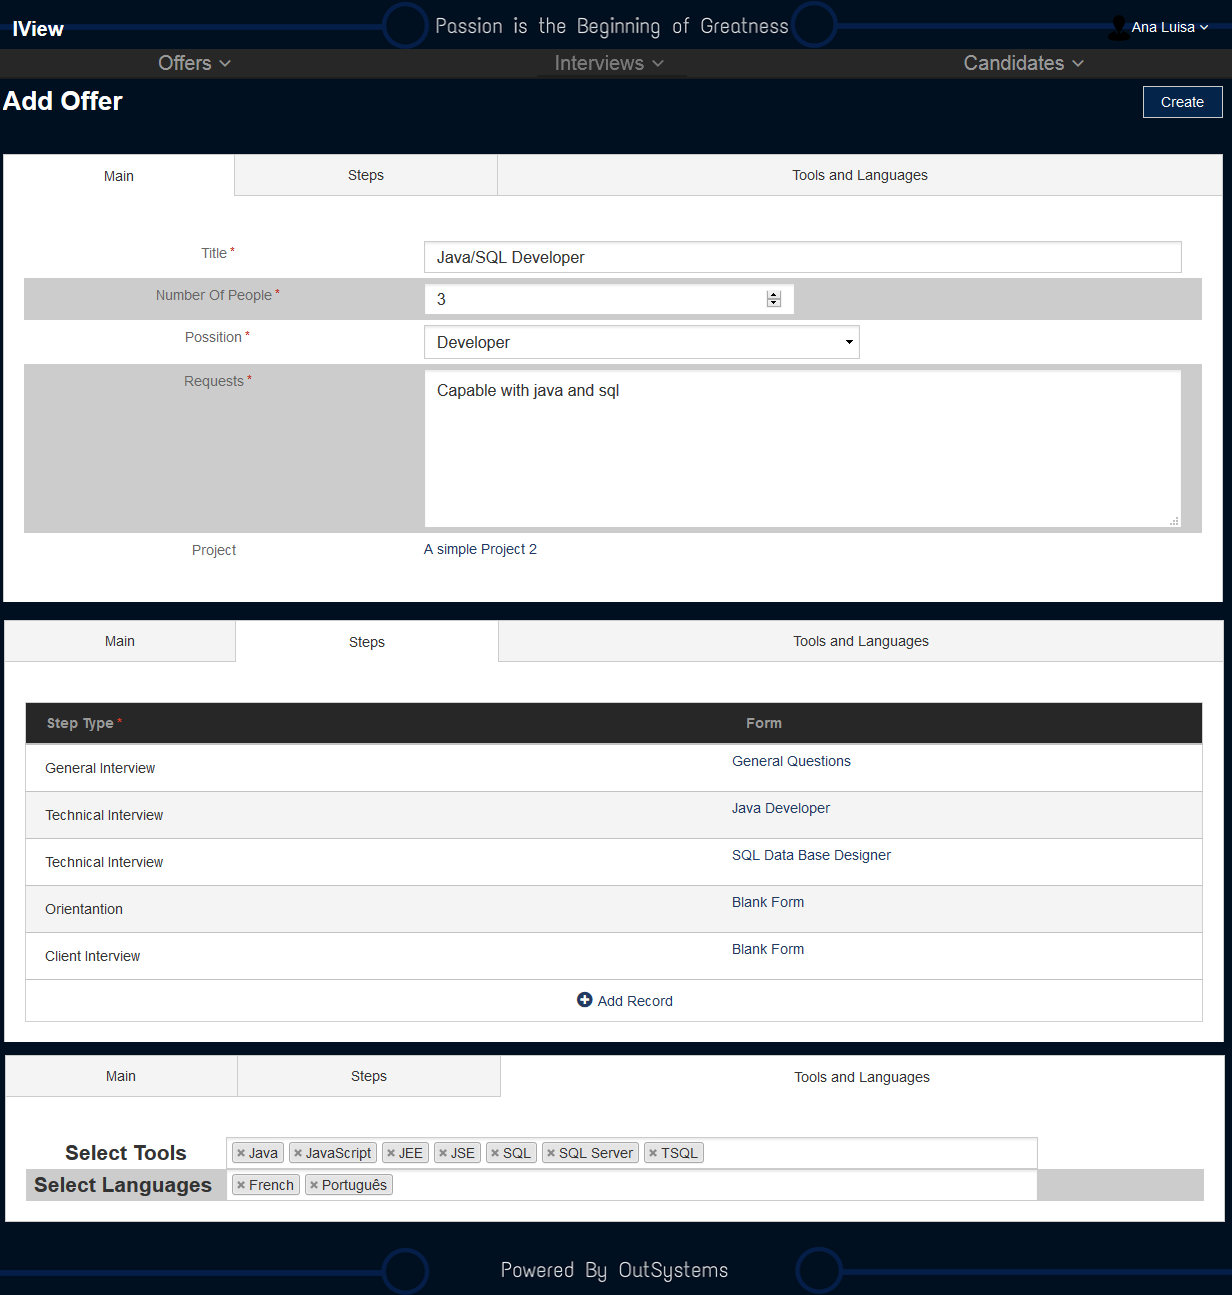 IView
Passion is the Beginning of Greatness
Ana Luisa
Offers
Interviews
Candidates
Add Offer
Create
Main
Steps
Tools and Languages
Title *
Java/SQL Developer
Number Of People *
3
Possition *
Developer
Requests *
Capable with java and sql
Project
A simple Project 2
Main
Steps
Tools and Languages
Step Type *
Form
General Interview
General Questions
Technical Interview
Java Developer
Technical Interview
SQL Data Base Designer
Orientantion
Blank Form
Client Interview
Blank Form
Add Record
Main
Steps
Tools and Languages
Select Tools
× Java × JavaScript × JEE × JSE × SQL × SQL Server × TSQL
Select Languages
× French × Português
Powered By OutSystems